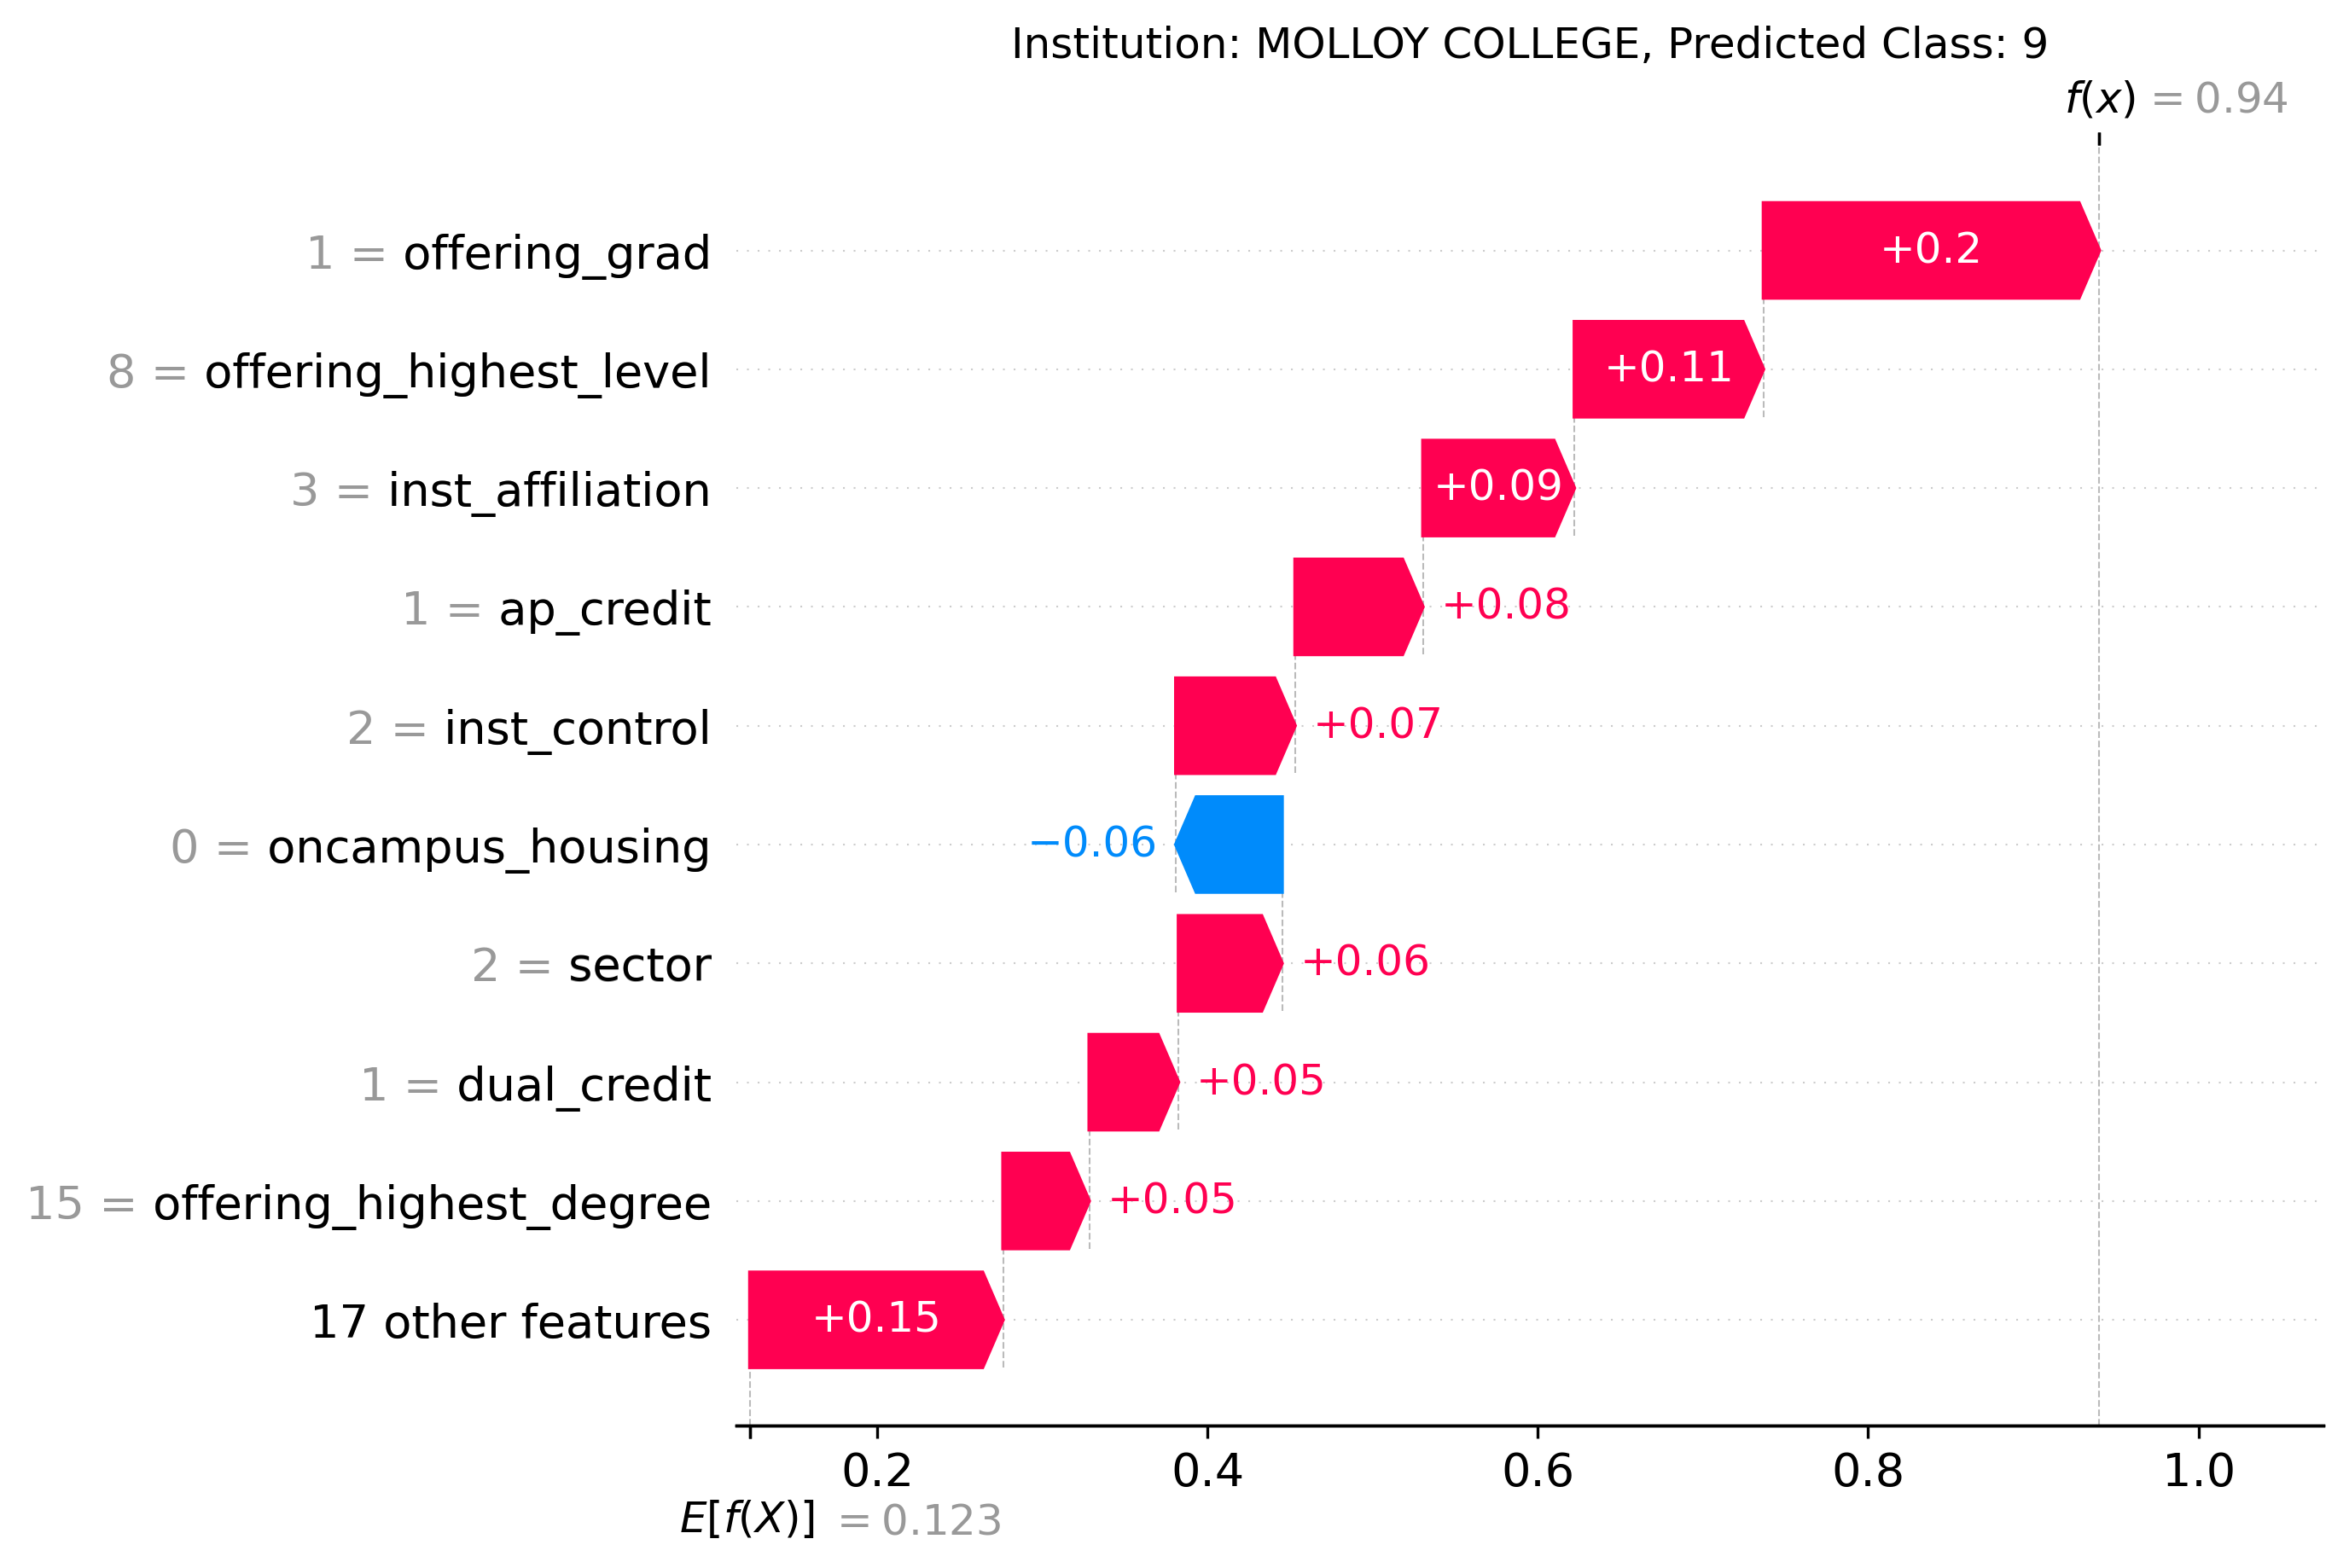 Institution: MOLLOY COLLEGE, Predicted Class: 9
f(x) = 0.94
1 = offering_grad +0.2
8 = offering_highest_level +0.11
3 = inst_affiliation +0.09
1 = ap_credit +0.08
2 = inst_control +0.07
0 = oncampus_housing −0.06
2 = sector +0.06
1 = dual_credit +0.05
15 = offering_highest_degree +0.05
17 other features +0.15
0.2 0.4 0.6 0.8 1.0
E[f(X)] = 0.123